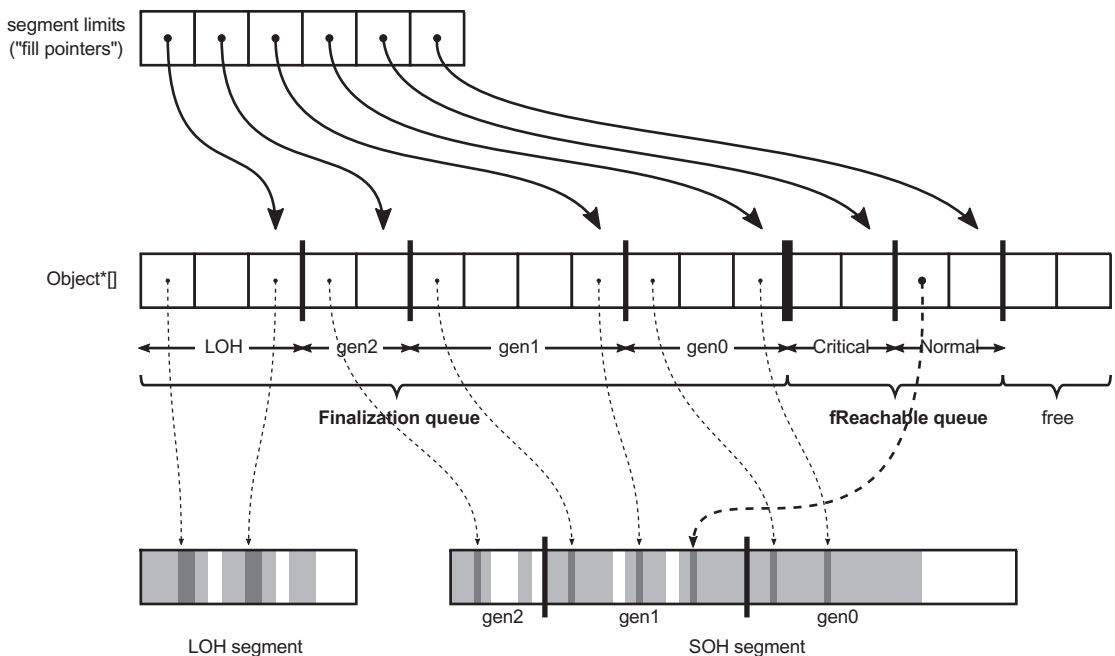 segment limits
("fill pointers")
Object*[]
LOH gen2 gen1 gen0 Critical Normal
Finalization queue fReachable queue free
gen2 gen1 gen0
LOH segment SOH segment